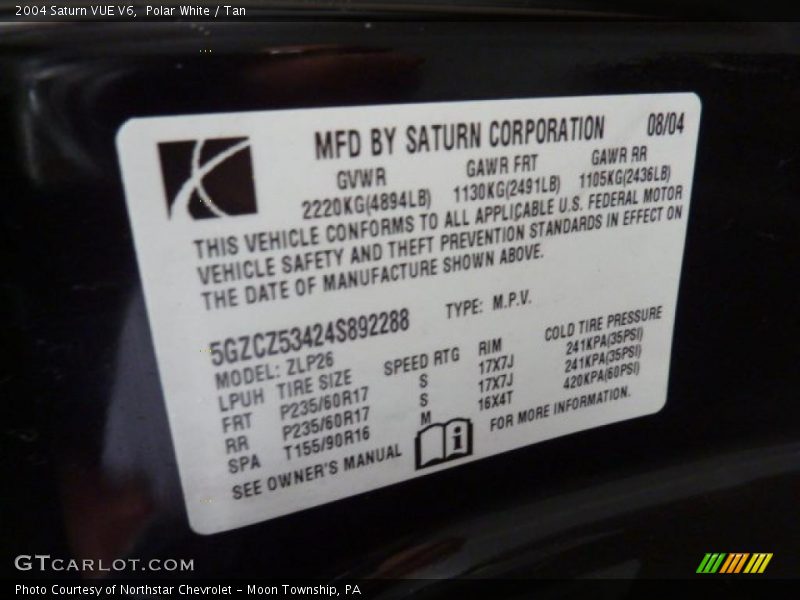 2004 Saturn VUE V6,  Polar White / Tan
MFD BY SATURN CORPORATION 08/04
GVWR GAWR FRT GAWR RR
2220KG(4894LB) 1130KG(2491LB) 1105KG(2436LB)
THIS VEHICLE CONFORMS TO ALL APPLICABLE U.S. FEDERAL MOTOR
VEHICLE SAFETY AND THEFT PREVENTION STANDARDS IN EFFECT ON
THE DATE OF MANUFACTURE SHOWN ABOVE.
5GZCZ53424S892288 TYPE: M.P.V.
MODEL: ZLP26
LPUH TIRE SIZE SPEED RTG RIM COLD TIRE PRESSURE
FRT P235/60R17 S 17X7J 241KPA(35PSI)
RR P235/60R17 S 17X7J 241KPA(35PSI)
SPA T155/90R16 M 16X4T 420KPA(60PSI)
SEE OWNER'S MANUAL i FOR MORE INFORMATION.
GTCARLOT.COM
Photo Courtesy of Northstar Chevrolet - Moon Township, PA